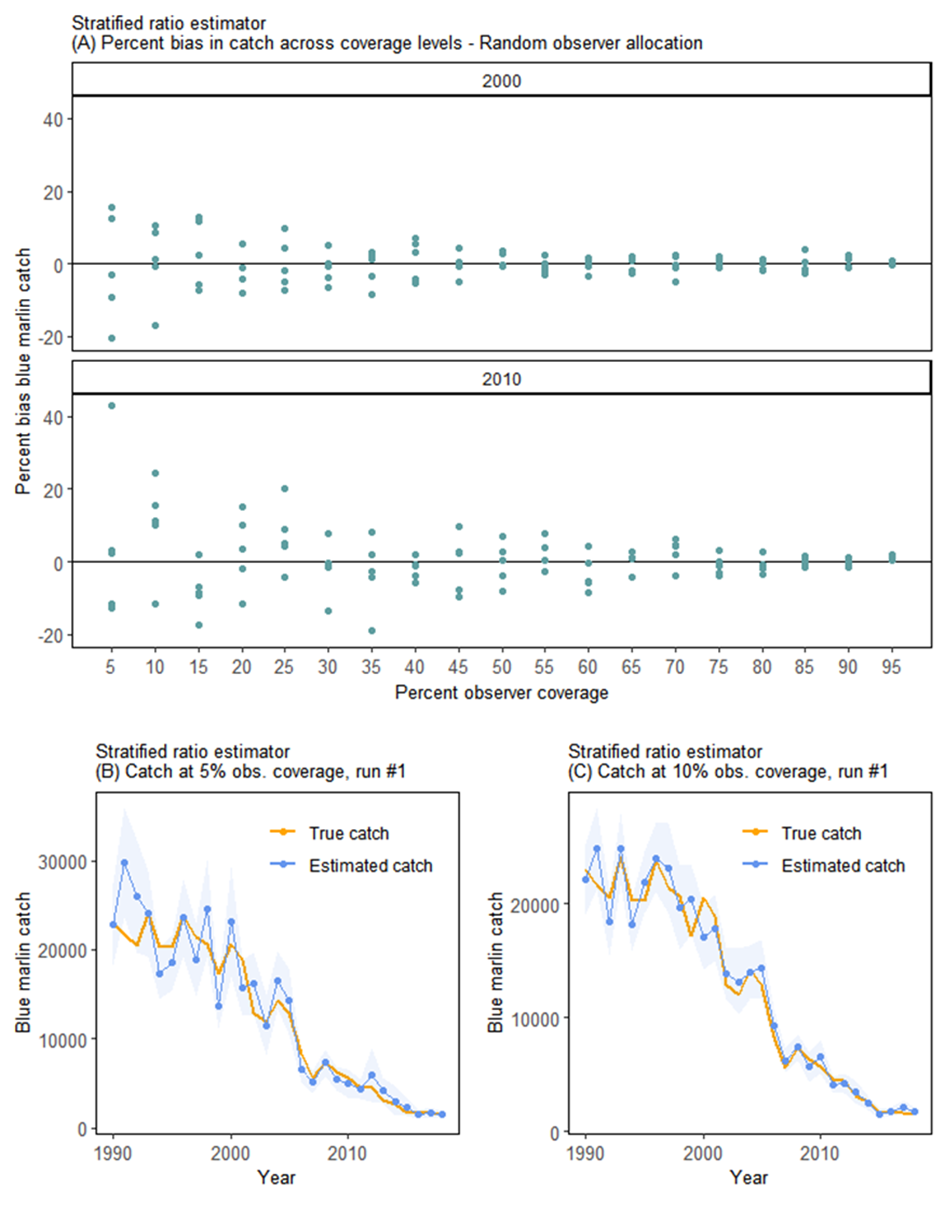 Stratified ratio estimator
(A) Percent bias in catch across coverage levels - Random observer allocation
2000
40
20
0
-20
Percent bias blue marlin catch
2010
40
20
0
-20
5 10 15 20 25 30 35 40 45 50 55 60 65 70 75 80 85 90 95
Percent observer coverage
Stratified ratio estimator
(B) Catch at 5% obs. coverage, run #1
True catch
Estimated catch
30000
20000
10000
0
Blue marlin catch
1990 2000 2010
Year
Stratified ratio estimator
(C) Catch at 10% obs. coverage, run #1
True catch
Estimated catch
20000
10000
0
Blue marlin catch
1990 2000 2010
Year